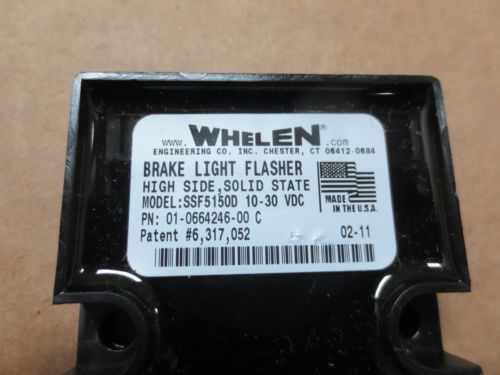 www. WHELEN® .com
ENGINEERING CO. INC. CHESTER, CT 06412-0684
BRAKE LIGHT FLASHER
HIGH SIDE,SOLID STATE
MODEL:SSF5150D 10-30 VDC
PN: 01-0664246-00 C
MADE
IN THE U.S.A.
Patent #6,317,052
02-11